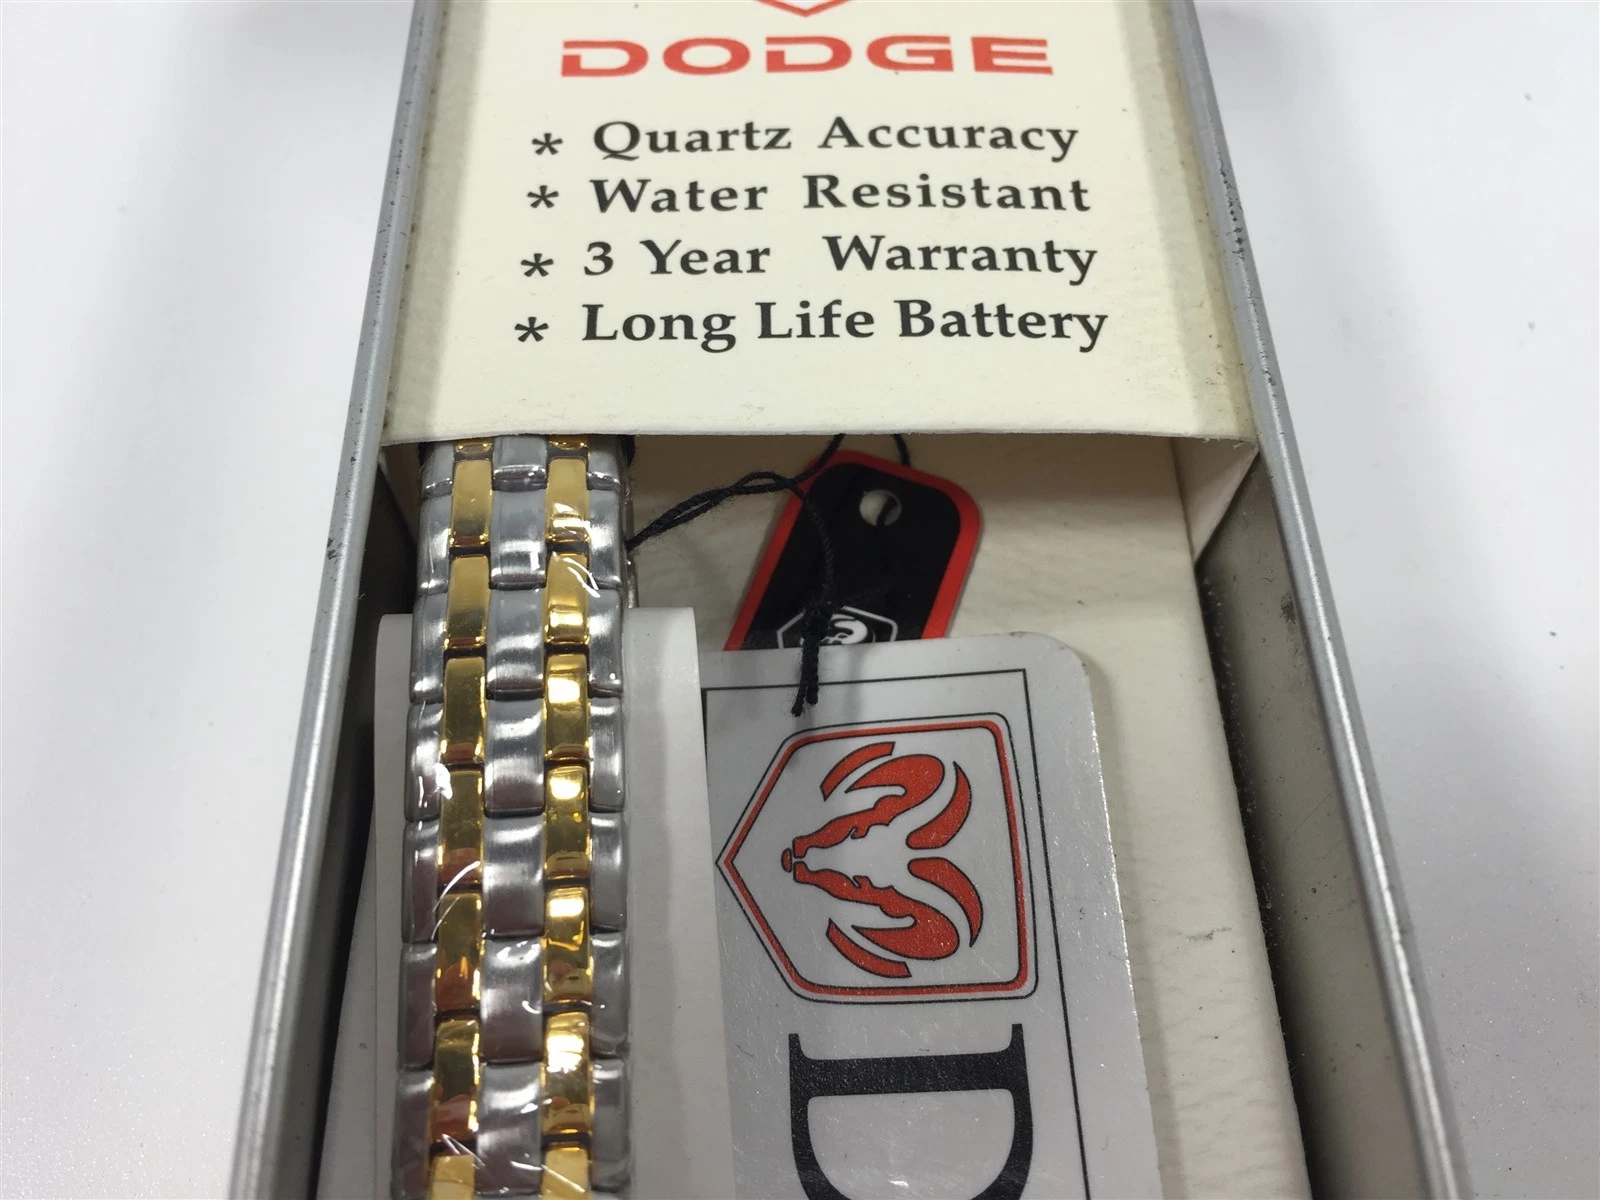 DODGE
* Quartz Accuracy
* Water Resistant
* 3 Year Warranty
* Long Life Battery
D